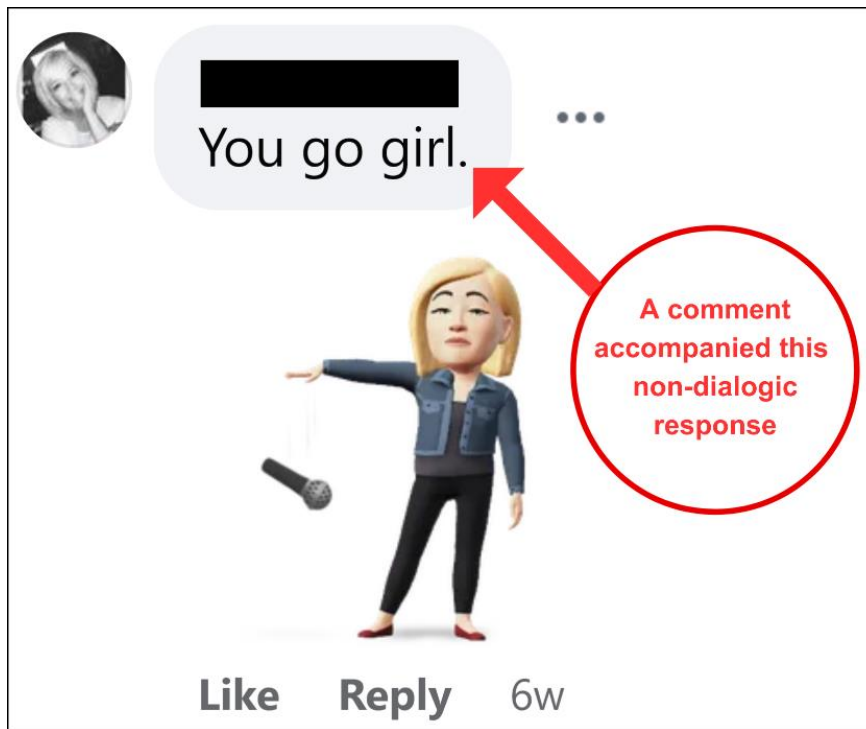 You go girl.
A comment
accompanied this
non-dialogic
response
Like Reply 6w